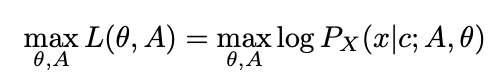 max L(θ, A) = max log P_X(x|c; A, θ)
θ,A θ,A